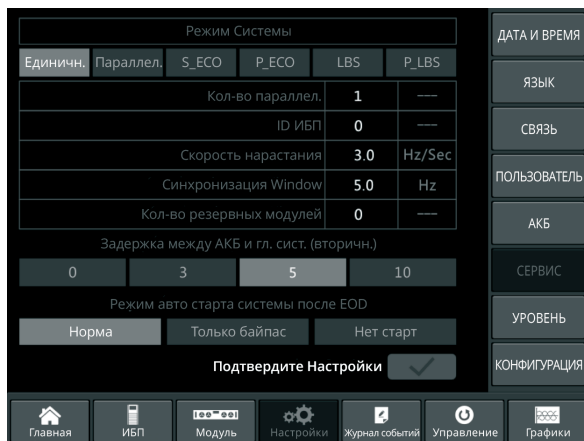 Режим Системы
Единичн. Параллел. S_ECO P_ECO LBS P_LBS
Кол-во параллел. 1 ---
ID ИБП 0 ---
Скорость нарастания 3.0 Hz/Sec
Синхронизация Window 5.0 Hz
Кол-во резервных модулей 0 ---
Задержка между АКБ и гл. сист. (вторичн.)
0 3 5 10
Режим авто старта системы после EOD
Норма Только байпас Нет старт
Подтвердите Настройки
ДАТА И ВРЕМЯ
ЯЗЫК
СВЯЗЬ
ПОЛЬЗОВАТЕЛЬ
АКБ
СЕРВИС
УРОВЕНЬ
КОНФИГУРАЦИЯ
Главная ИБП Модуль Настройки Журнал событий Управление Графики